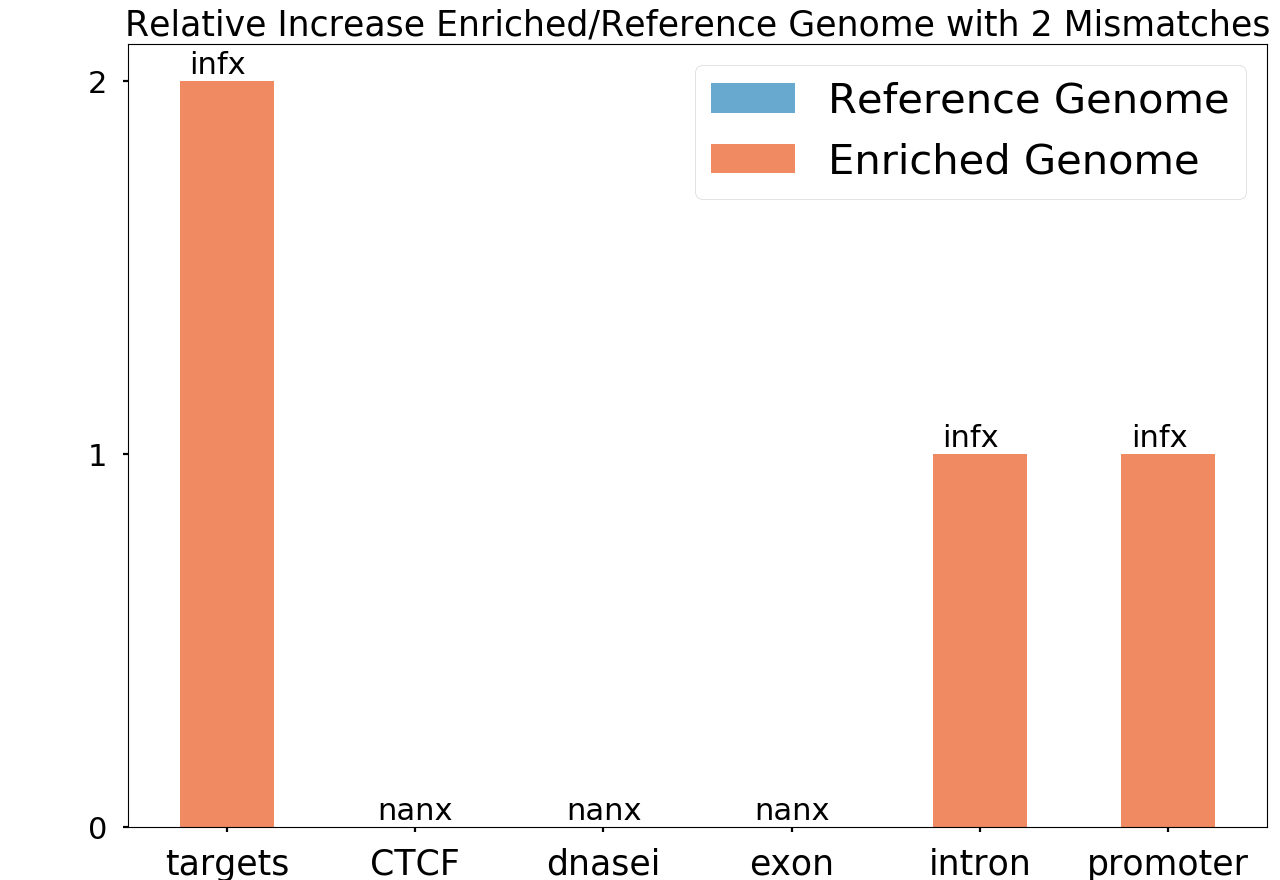 Relative Increase Enriched/Reference Genome with 2 Mismatches
infx
2
Reference Genome
Enriched Genome
1
infx
infx
nanx
nanx
nanx
0
targets
CTCF
dnasei
exon
intron
promoter